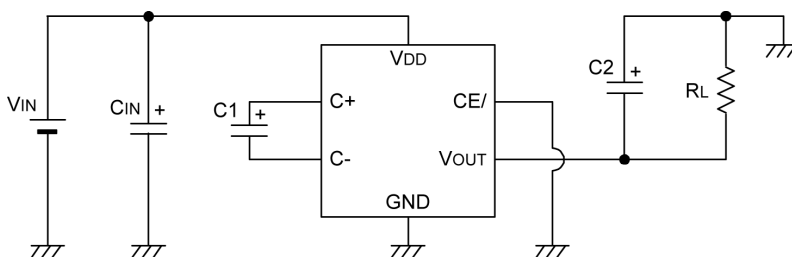 VDD
VIN
CIN
+
C1
+
C+
C-
CE/
VOUT
GND
C2
+
RL